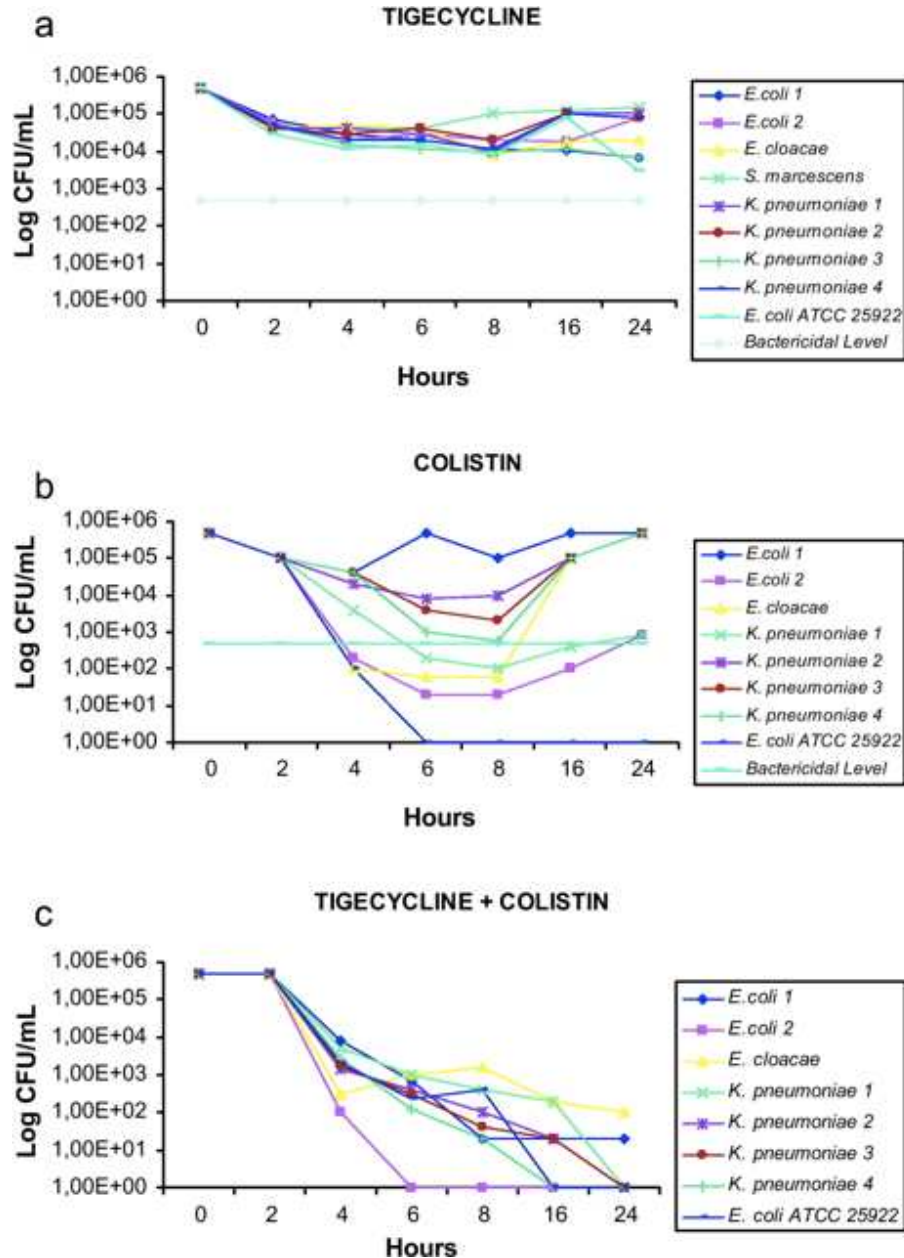 a
TIGECYCLINE
1,00E+06
1,00E+05
1,00E+04
1,00E+03
1,00E+02
1,00E+01
1,00E+00
Log CFU/mL
0 2 4 6 8 16 24
Hours
E.coli 1
E.coli 2
E. cloacae
S. marcescens
K. pneumoniae 1
K. pneumoniae 2
K. pneumoniae 3
K. pneumoniae 4
E. coli ATCC 25922
Bactericidal Level
b
COLISTIN
1,00E+06
1,00E+05
1,00E+04
1,00E+03
1,00E+02
1,00E+01
1,00E+00
Log CFU/mL
0 2 4 6 8 16 24
Hours
E.coli 1
E.coli 2
E. cloacae
K. pneumoniae 1
K. pneumoniae 2
K. pneumoniae 3
K. pneumoniae 4
E. coli ATCC 25922
Bactericidal Level
c
TIGECYCLINE + COLISTIN
1,00E+06
1,00E+05
1,00E+04
1,00E+03
1,00E+02
1,00E+01
1,00E+00
Log CFU/mL
0 2 4 6 8 16 24
Hours
E.coli 1
E.coli 2
E. cloacae
K. pneumoniae 1
K. pneumoniae 2
K. pneumoniae 3
K. pneumoniae 4
E. coli ATCC 25922